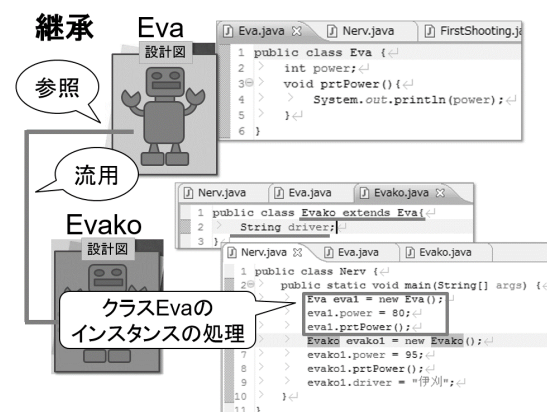 継承
Eva
設計図
参照
流用
Evako
設計図
Eva.java
Nerv.java
FirstShooting.ja
1 public class Eva {
2 int power;
3 void prtPower(){
4 System.out.println(power);
5 }
6 }
Nerv.java
Eva.java
Evako.java
1 public class Evako extends Eva{
2 String driver;
3 }
Nerv.java
Eva.java
Evako.java
1 public class Nerv {
2 public static void main(String[] args) {
Eva eva1 = new Eva();
eva1.power = 80;
eva1.prtPower();
Evako evako1 = new Evako();
7 evako1.power = 95;
8 evako1.prtPower();
9 evako1.driver = "伊刈";
10 }
11 }
クラスEvaの
インスタンスの処理